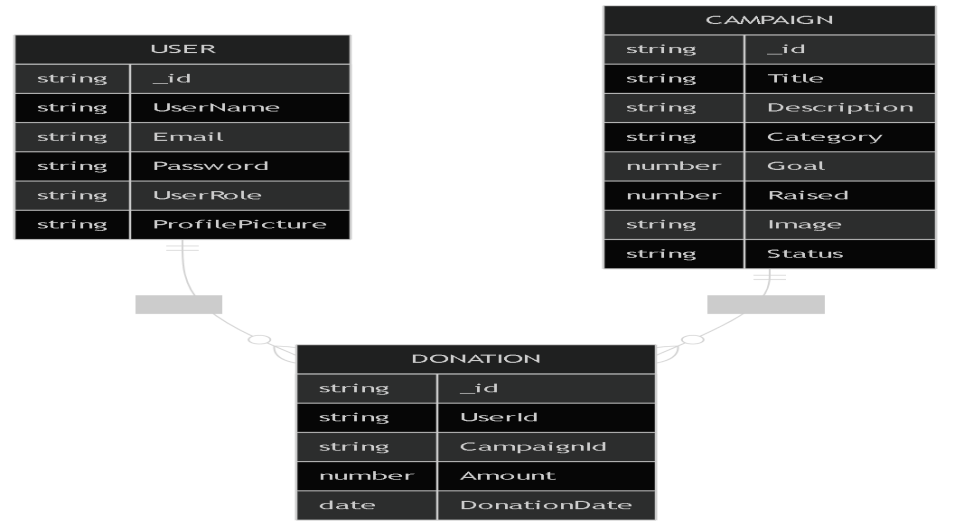 USER
string _id
string UserName
string Email
string Password
string UserRole
string ProfilePicture
CAMPAIGN
string _id
string Title
string Description
string Category
number Goal
number Raised
string Image
string Status
DONATION
string _id
string UserId
string CampaignId
number Amount
date DonationDate